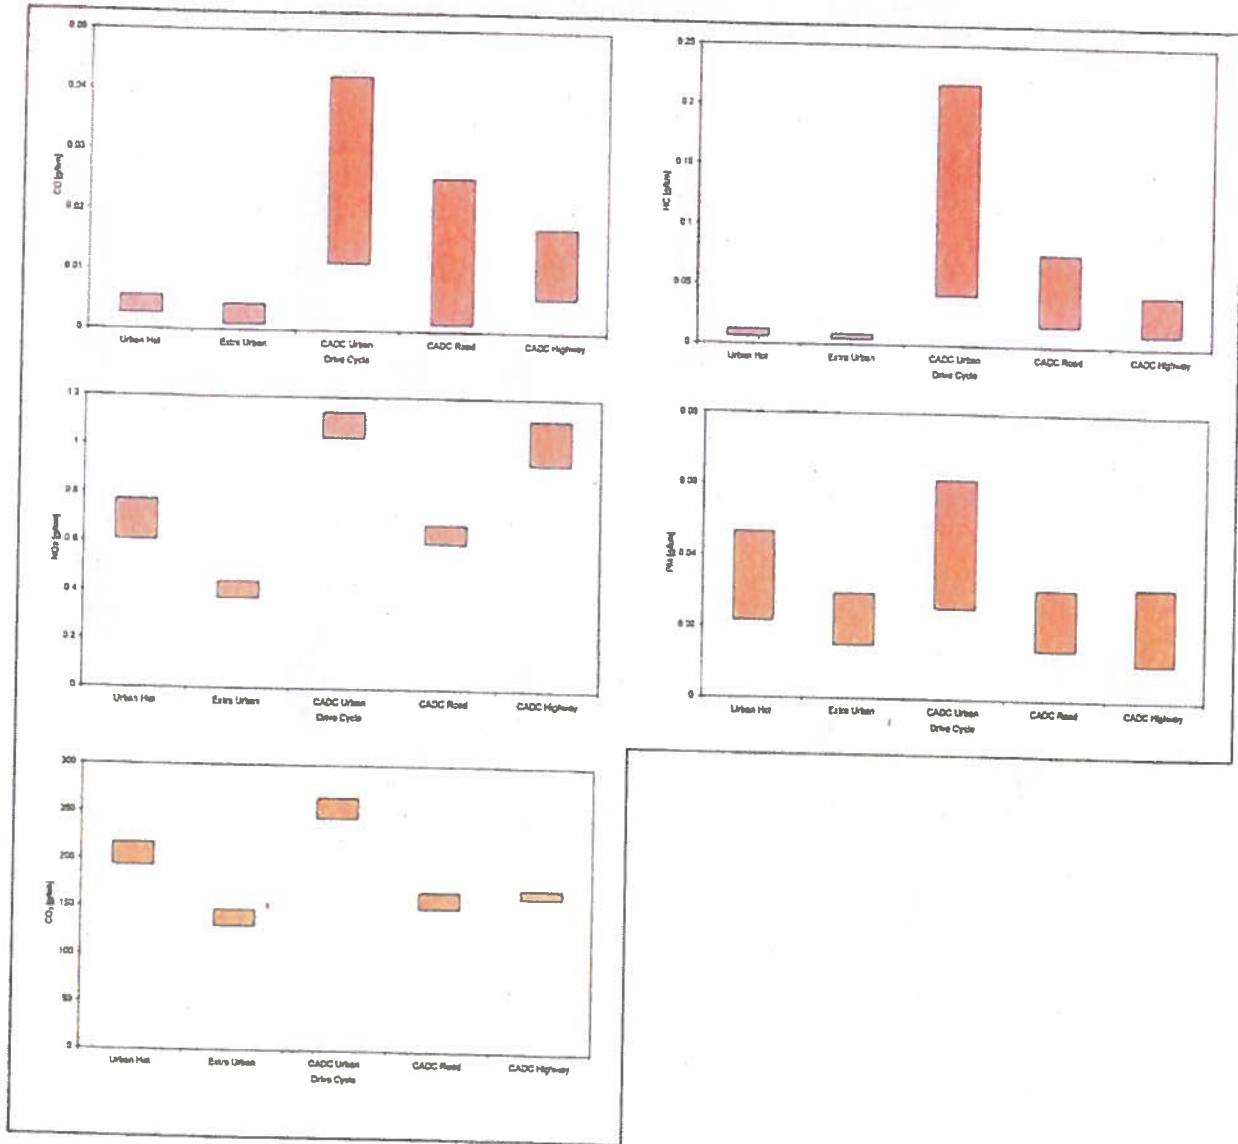 0.05
0.04
0.03
0.02
0.01
0
CO [g/km]
Urban Hot Extra Urban CADC Urban CADC Road CADC Highway
Drive Cycle
0.25
0.2
0.15
0.1
0.05
0
HC [g/km]
Urban Hot Extra Urban CADC Urban CADC Road CADC Highway
Drive Cycle
1.2
1
0.8
0.6
0.4
0.2
0
NOx [g/km]
Urban Hot Extra Urban CADC Urban CADC Road CADC Highway
Drive Cycle
0.08
0.06
0.04
0.02
0
PM [g/km]
Urban Hot Extra Urban CADC Urban CADC Road CADC Highway
Drive Cycle
300
250
200
150
100
50
0
CO₂ [g/km]
Urban Hot Extra Urban CADC Urban CADC Road CADC Highway
Drive Cycle